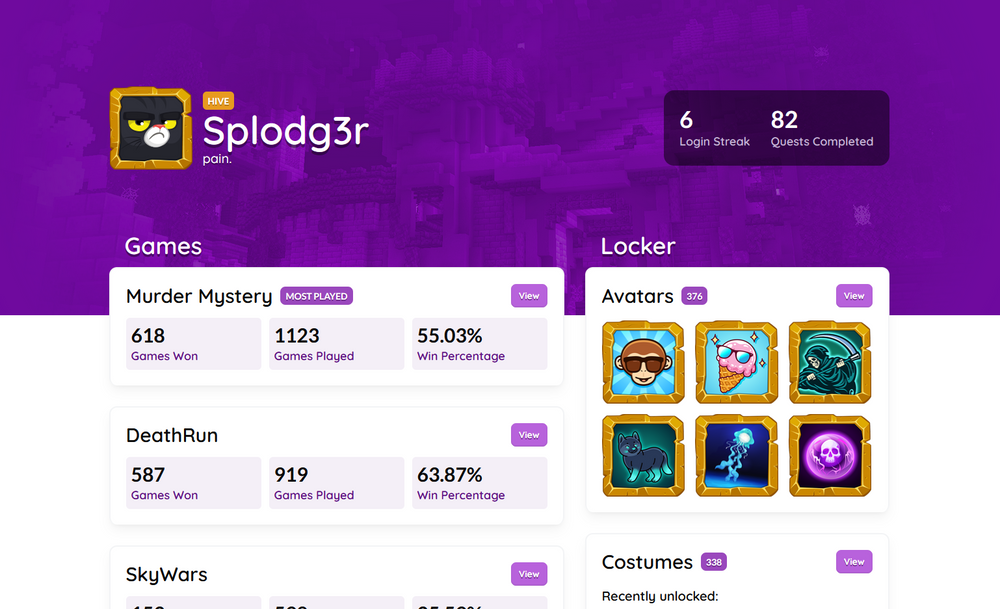 HIVE
Splodg3r
pain.
6
Login Streak
82
Quests Completed
Games
Murder Mystery MOST PLAYED View
618
Games Won
1123
Games Played
55.03%
Win Percentage
DeathRun View
587
Games Won
919
Games Played
63.87%
Win Percentage
SkyWars View
Locker
Avatars 376 View
Costumes 338 View
Recently unlocked: